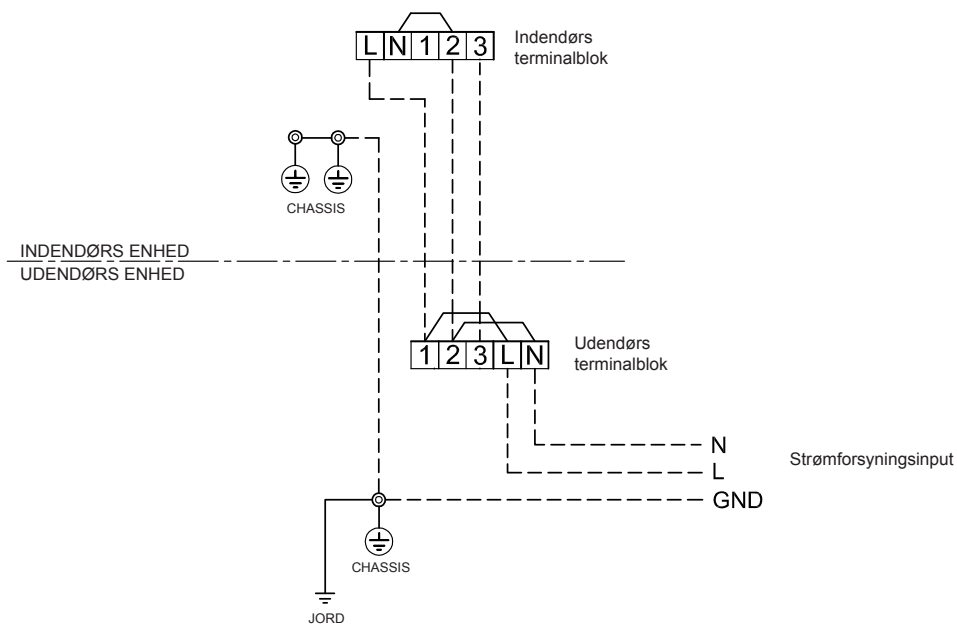 L N 1 2 3
Indendørs
terminalblok
CHASSIS
INDENDØRS ENHED
UDENDØRS ENHED
1 2 3 L N
Udendørs
terminalblok
N
L
GND
Strømforsyningsinput
CHASSIS
JORD